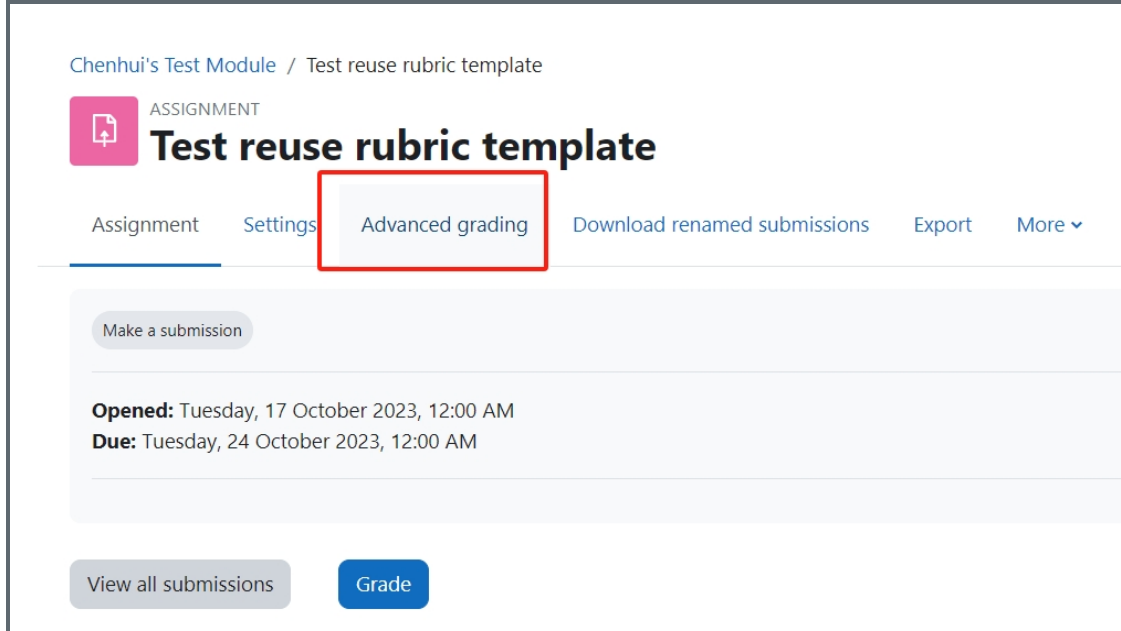 Chenhui's Test Module / Test reuse rubric template
ASSIGNMENT
Test reuse rubric template
Assignment Settings Advanced grading Download renamed submissions Export More
Make a submission
Opened: Tuesday, 17 October 2023, 12:00 AM
Due: Tuesday, 24 October 2023, 12:00 AM
View all submissions Grade